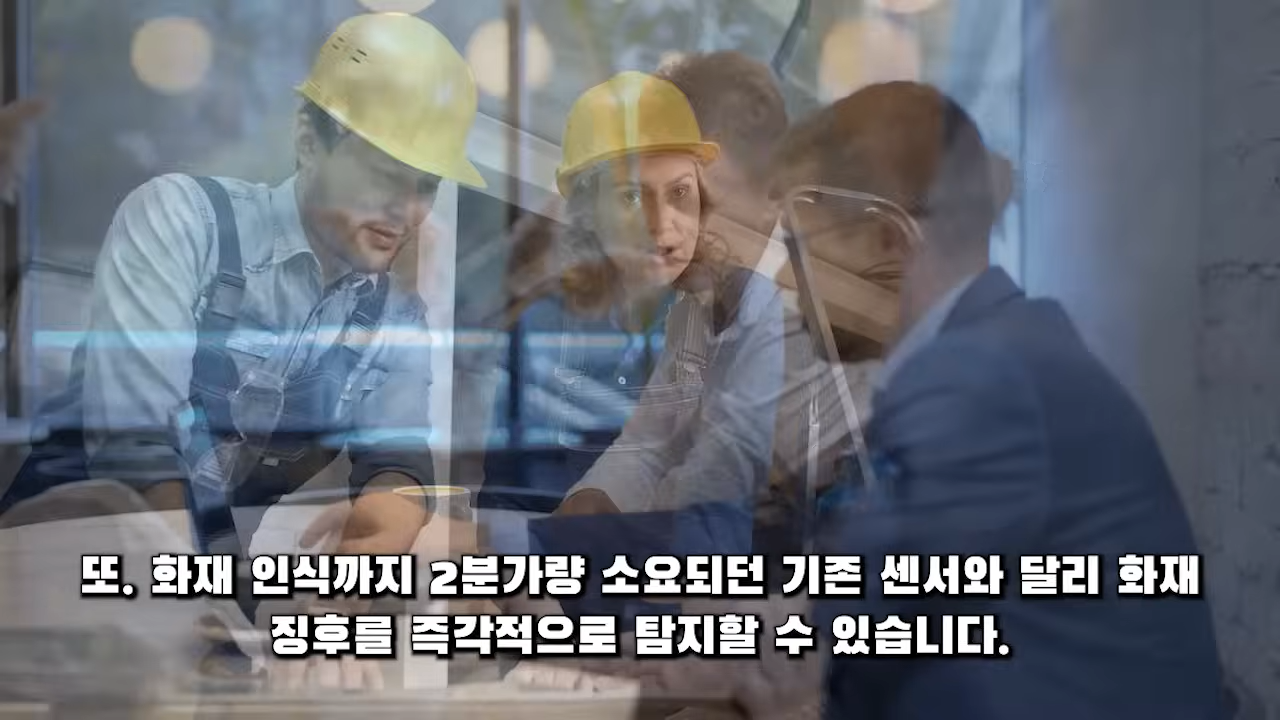 또. 화재 인식까지 2분가량 소요되던 기존 센서와 달리 화재
징후를 즉각적으로 탐지할 수 있습니다.